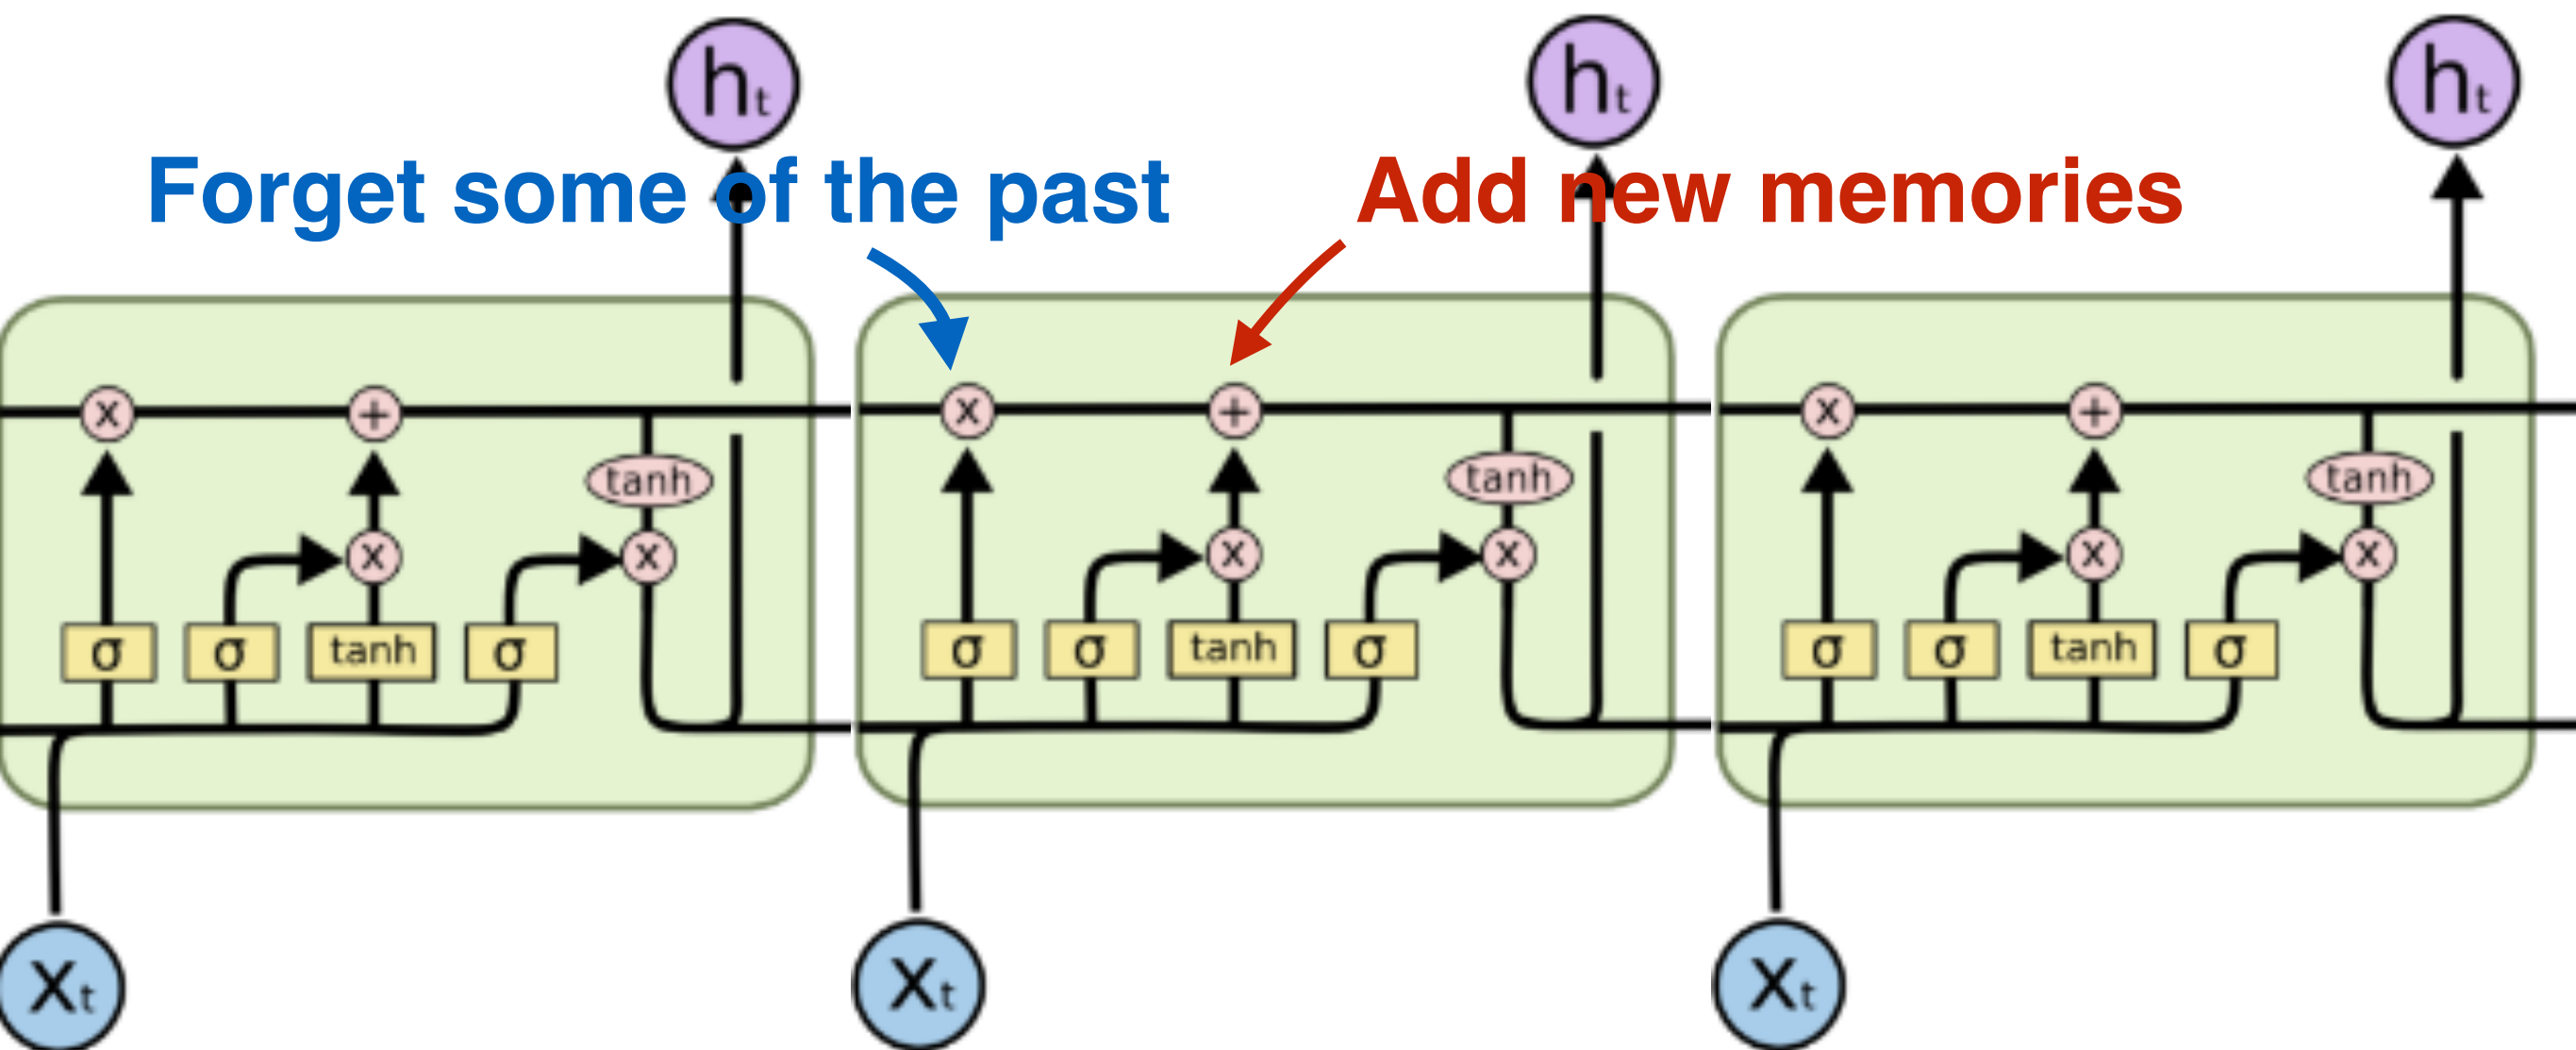 ht ht ht
Forget some of the past Add new memories
x + x + x +
tanh tanh tanh
x x x x x x
σ σ tanh σ σ σ tanh σ σ σ tanh σ
Xt Xt Xt